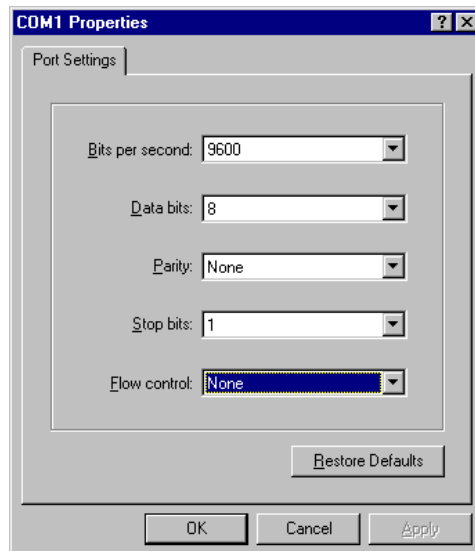 COM1 Properties
Port Settings
Bits per second: 9600
Data bits: 8
Parity: None
Stop bits: 1
Flow control: None
Restore Defaults
OK Cancel Apply